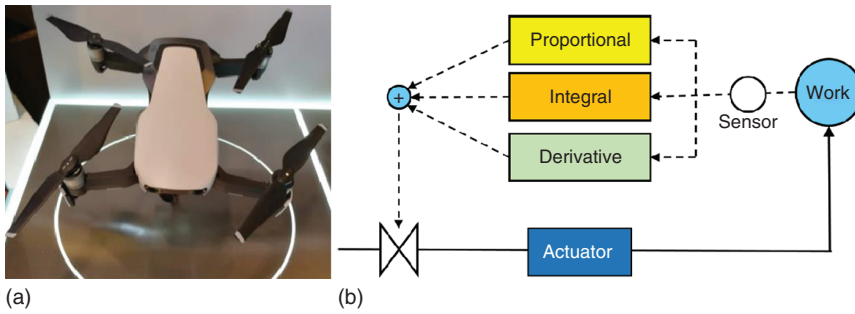 Proportional
+
Integral
Work
Sensor
Derivative
Actuator
(a)
(b)